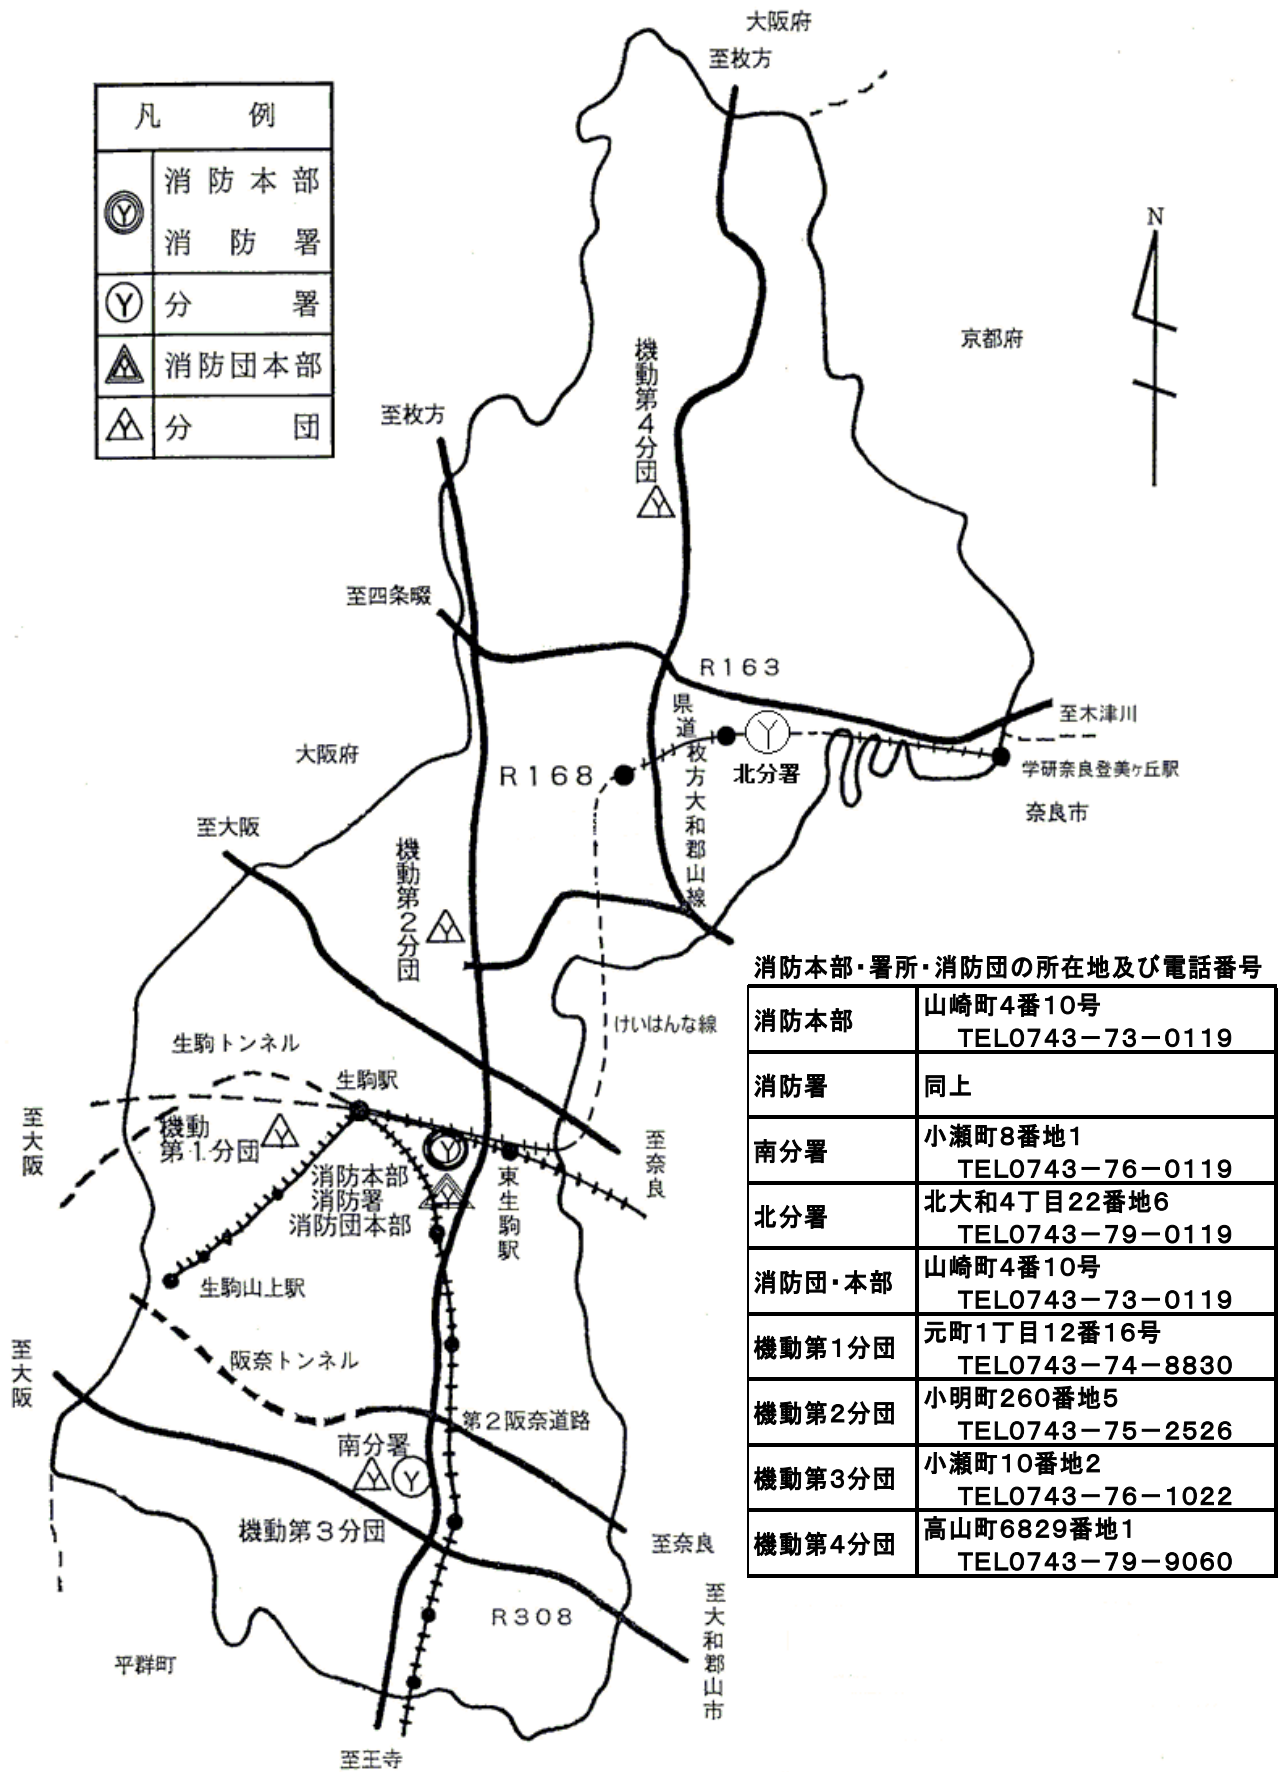 大阪府
至枚方
凡 例
消防本部
消防署
分署
消防団本部
分団
N
京都府
機動第4分団
至枚方
至四条畷
R163
県道枚方大和郡山線
至木津川
大阪府
R168
北分署
学研奈良登美ヶ丘駅
奈良市
至大阪
機動第2分団
けいはんな線
生駒トンネル
生駒駅
至大阪
機動
第1分団
消防本部
消防署
消防団本部
東生駒駅
至奈良
生駒山上駅
至大阪
阪奈トンネル
第2阪奈道路
南分署
機動第3分団
至奈良
R308
至大和郡山市
平群町
至王寺
消防本部・署所・消防団の所在地及び電話番号
消防本部
山崎町4番10号
TEL0743－73－0119
消防署
同上
南分署
小瀬町8番地1
TEL0743－76－0119
北分署
北大和4丁目22番地6
TEL0743－79－0119
消防団・本部
山崎町4番10号
TEL0743－73－0119
機動第1分団
元町1丁目12番16号
TEL0743－74－8830
機動第2分団
小明町260番地5
TEL0743－75－2526
機動第3分団
小瀬町10番地2
TEL0743－76－1022
機動第4分団
高山町6829番地1
TEL0743－79－9060